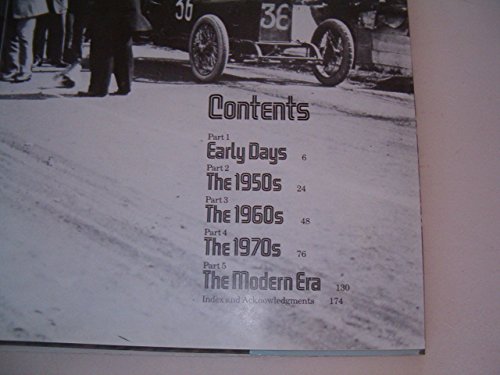 36
36
Contents
Part 1
Early Days 6
Part 2
The 1950s 24
Part 3
The 1960s 48
Part 4
The 1970s 76
Part 5
The Modern Era 130
Index and Acknowledgments 174